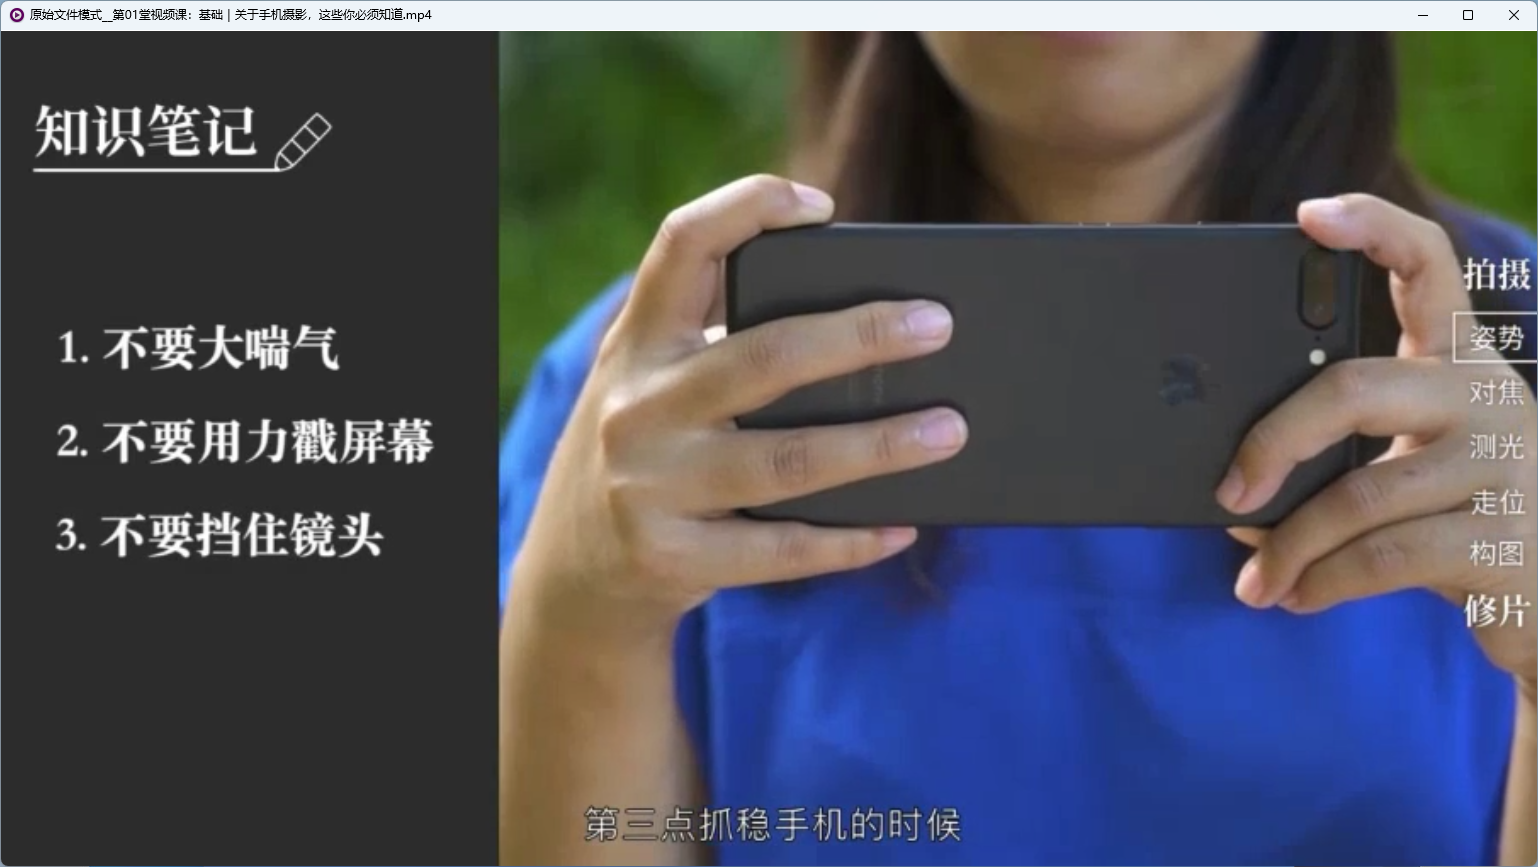 原始文件模式__第01堂视频课：基础 | 关于手机摄影，这些你必须知道.mp4
知识笔记
1. 不要大喘气
2. 不要用力戳屏幕
3. 不要挡住镜头
拍摄
姿势
对焦
测光
走位
构图
修片
第三点抓稳手机的时候